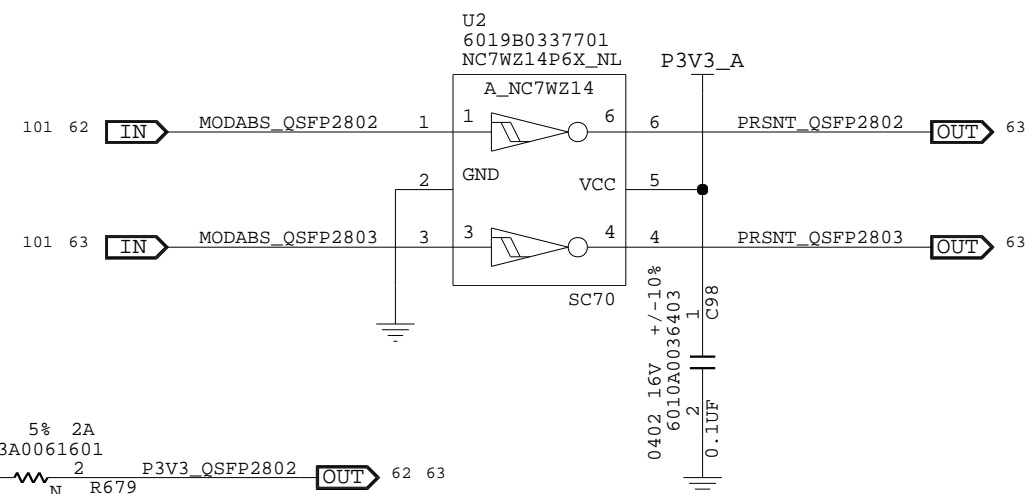 U2
6019B0337701
NC7WZ14P6X_NL
P3V3_A
A_NC7WZ14
101 62 IN MODABS_QSFP2802 1 1 6 6 PRSNT_QSFP2802 OUT 63
2 GND VCC 5
101 63 IN MODABS_QSFP2803 3 3 4 4 PRSNT_QSFP2803 OUT 63
SC70
0402 16V +/-10%
6010A0036403
1 2
C98
0.1UF
5% 2A
3A0061601
2 P3V3_QSFP2802 OUT 62 63
N R679